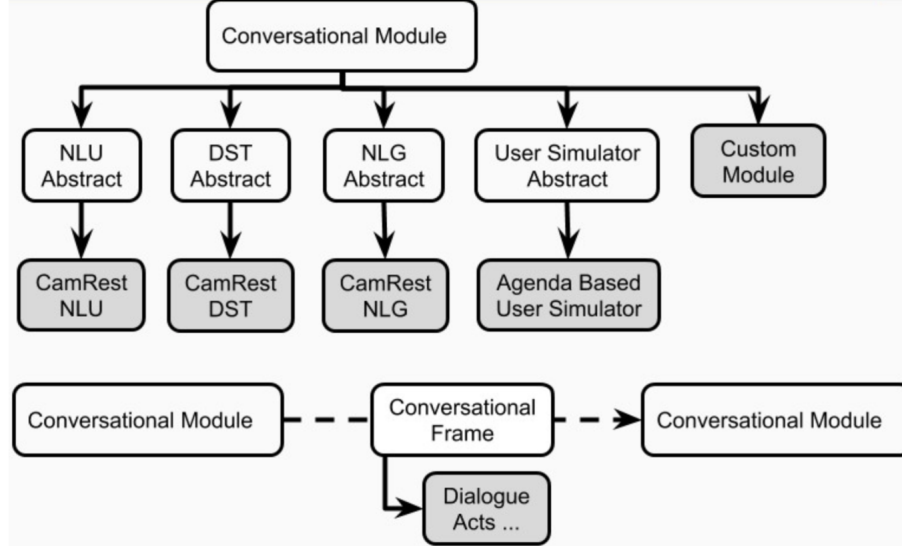 Conversational Module
NLU
Abstract
DST
Abstract
NLG
Abstract
User Simulator
Abstract
Custom
Module
CamRest
NLU
CamRest
DST
CamRest
NLG
Agenda Based
User Simulator
Conversational Module
Conversational
Frame
Conversational Module
Dialogue
Acts ...